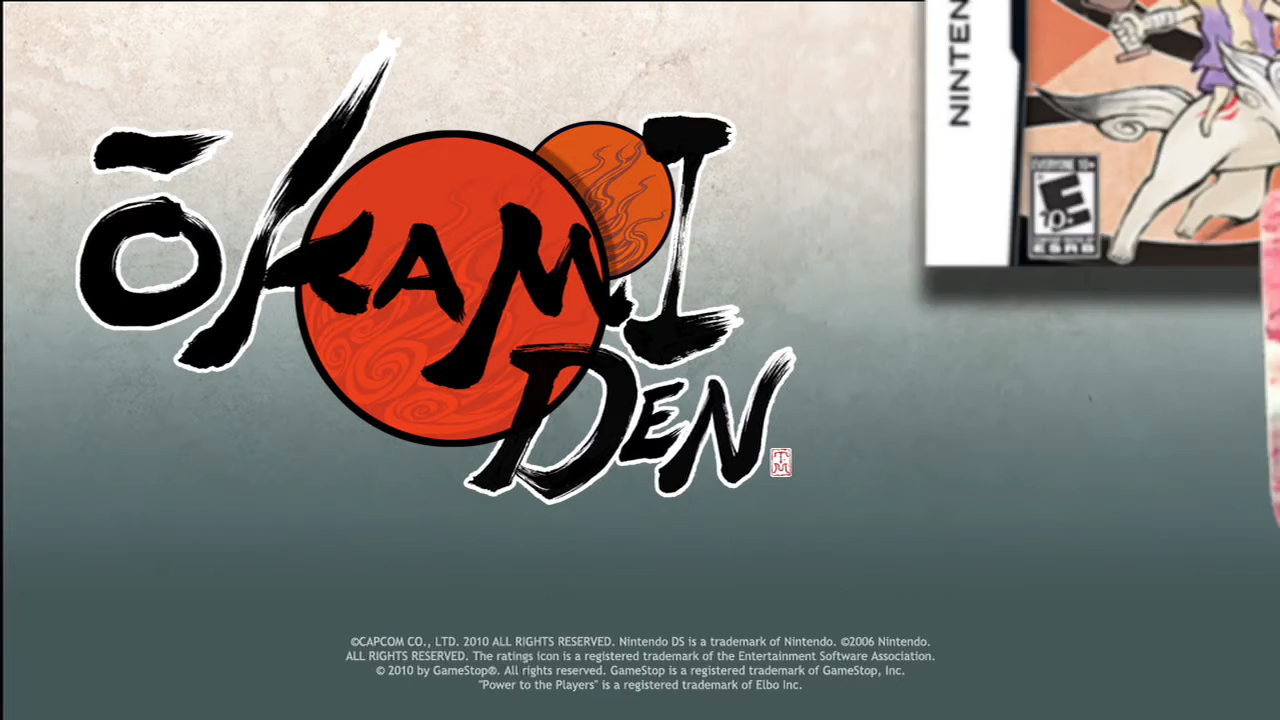 ŌKAMI
DEN
TM
NINTEN
EVERYONE 10+
E
10+
ESRB
©CAPCOM CO., LTD. 2010 ALL RIGHTS RESERVED. Nintendo DS is a trademark of Nintendo. ©2006 Nintendo.
ALL RIGHTS RESERVED. The ratings icon is a registered trademark of the Entertainment Software Association.
© 2010 by GameStop®. All rights reserved. GameStop is a registered trademark of GameStop, Inc.
"Power to the Players" is a registered trademark of Elbo Inc.